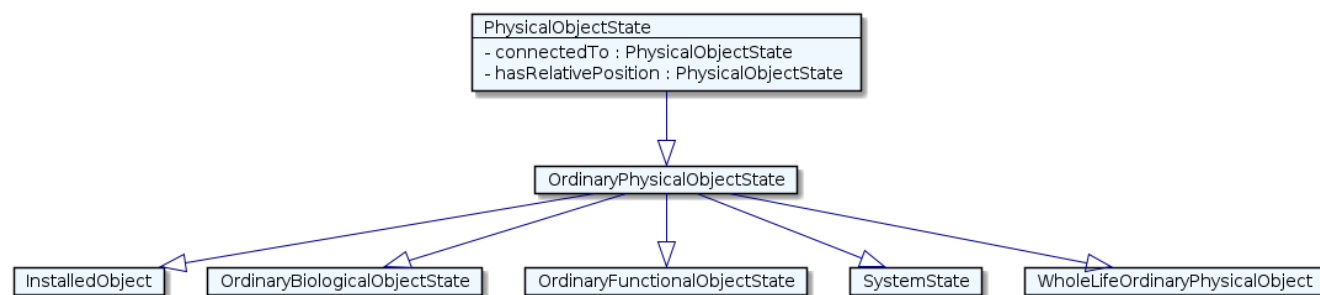 PhysicalObjectState
- connectedTo : PhysicalObjectState
- hasRelativePosition : PhysicalObjectState
OrdinaryPhysicalObjectState
InstalledObject
OrdinaryBiologicalObjectState
OrdinaryFunctionalObjectState
SystemState
WholeLifeOrdinaryPhysicalObject